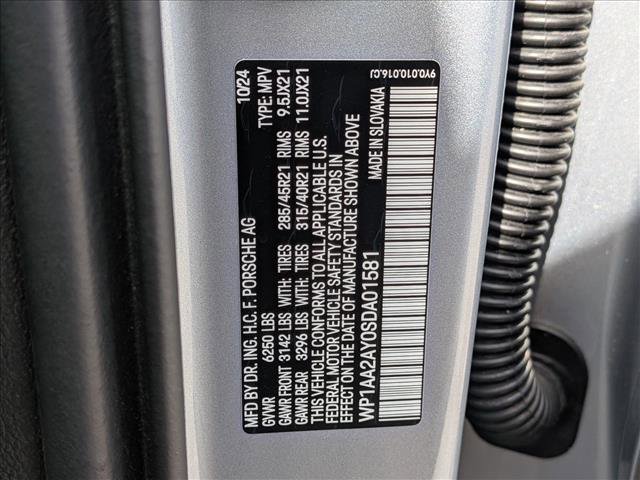 MFD BY DR. ING. H.C. F. PORSCHE AG 10/24
GVWR 6250 LBS TYPE: MPV
GAWR FRONT 3142 LBS WITH: TIRES 285/45R21 RIMS 9.5JX21
GAWR REAR 3296 LBS WITH: TIRES 315/40R21 RIMS 11.0JX21
THIS VEHICLE CONFORMS TO ALL APPLICABLE U.S.
FEDERAL MOTOR VEHICLE SAFETY STANDARDS IN
EFFECT ON THE DATE OF MANUFACTURE SHOWN ABOVE
WP1AA2AY0SDA01581 MADE IN SLOVAKIA
9Y0.010.016.CJ